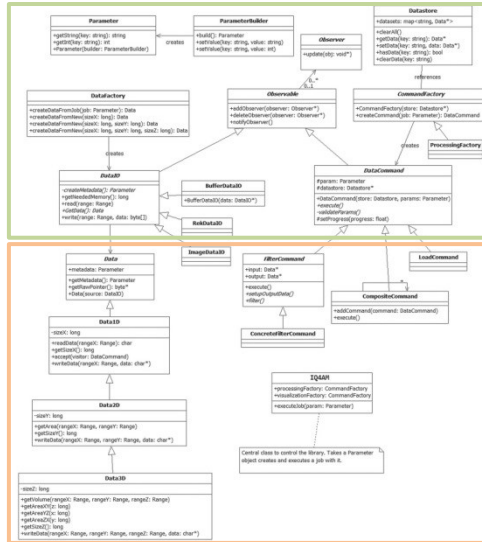 Parameter
+getString(key: string): string
+getInt(key: string): int
+Parameter(builder: ParameterBuilder)
creates
ParameterBuilder
+build(): Parameter
+setValue(key: string, value: string)
+setValue(key: string, value: int)
Observer
+update(obj: void*)
Datastore
+datasets: map<string, Data*>
+clearAll()
+getData(key: string): Data*
+setData(key: string, data: Data*)
+hasData(key: string): bool
+clearData(key: string)
references
DataFactory
+createDataFromJob(job: Parameter): Data
+createDataFromNew(sizeX: long): Data
+createDataFromNew(sizeX: long, sizeY: long): Data
+createDataFromNew(sizeX: long, sizeY: long, sizeZ: long): Data
creates
Observeable
+addObserver(observer: Observer*)
+deleteObserver(observer: Observer*)
+notifyObserver()
CommandFactory
+CommandFactory(store: Datastore*)
+createCommand(job: Parameter): DataCommand
creates
ProcessingFactory
DataIO
-createMetadata(): Parameter
+getNeededMemory(): long
+read(range: Range)
+GetData(): Data
+write(range: Range, data: byte[])
BufferDataIO
+BufferDataIO(data: DataIO*)
RekDataIO
ImageDataIO
creates
DataCommand
#param: Parameter
#datastore: Datastore*
+DataCommand(store: Datastore, params: Parameter)
+execute()
-validateParams()
#setProgress(progress: float)
Data
+metadata: Parameter
+getMetadata(): Parameter
+getRawPointer(): byte*
+Data(source: DataIO)
FilterCommand
+input: Data*
+output: Data*
+execute()
+setupOutputData()
+filter()
LoadCommand
CompositeCommand
+addCommand(command: DataCommand)
+execute()
ConcreteFilterCommand
Data1D
-sizeX: long
+readData(rangeX: Range): char
+getSizeX(): long
+accept(visitor: DataCommand)
+writeData(rangeX: Range, data: char*)
Data2D
-sizeY: long
+getArea(rangeX: Range, rangeY: Range)
+getSizeY(): long
+writeData(rangeX: Range, rangeY: Range, data: char*)
IQ4AM
+processingFactory: CommandFactory
+visualizationFactory: CommandFactory
+executeJob(param: Parameter)
Central class to control the library. Takes a Parameter
object creates and executes a job with it.
Data3D
-sizeZ: long
+getVolume(rangeX: Range, rangeY: Range, rangeZ: Range)
+getAreaXY(z: long)
+getAreaYZ(x: long)
+getAreaZX(y: long)
+getSizeZ(): long
+writeData(rangeX: Range, rangeY: Range, rangeZ: Range, data: char*)